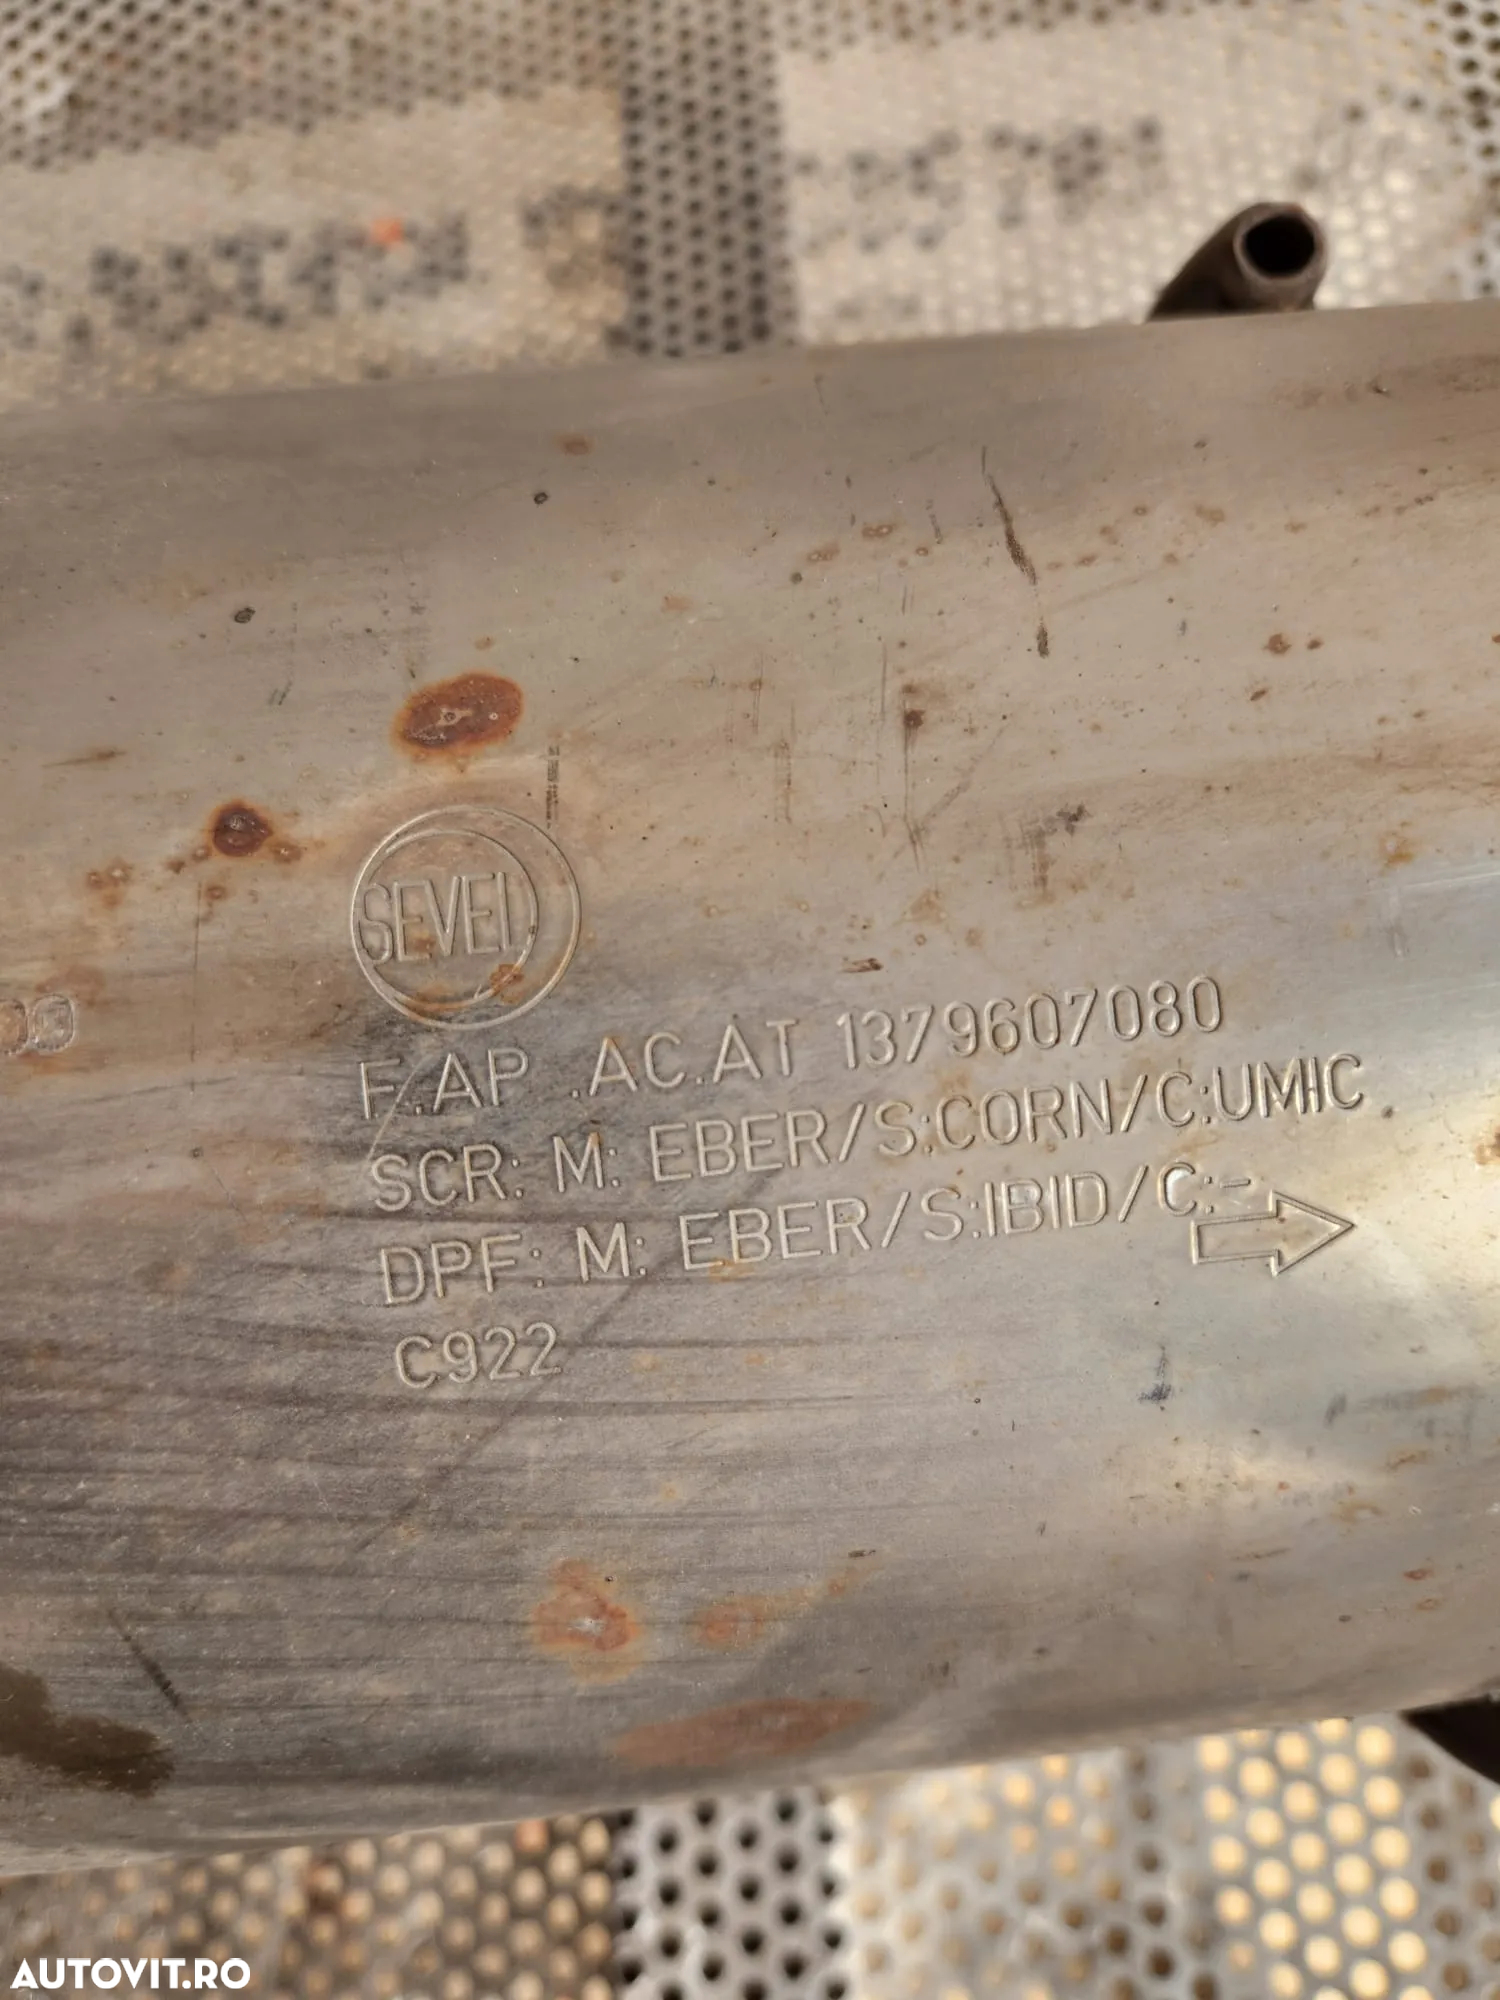 SEVEL
F.AP .AC.AT 1379607080
SCR: M: EBER/S:CORN/C:UMIC
DPF: M: EBER/S:IBID/C:-
C922
AUTOVIT.RO